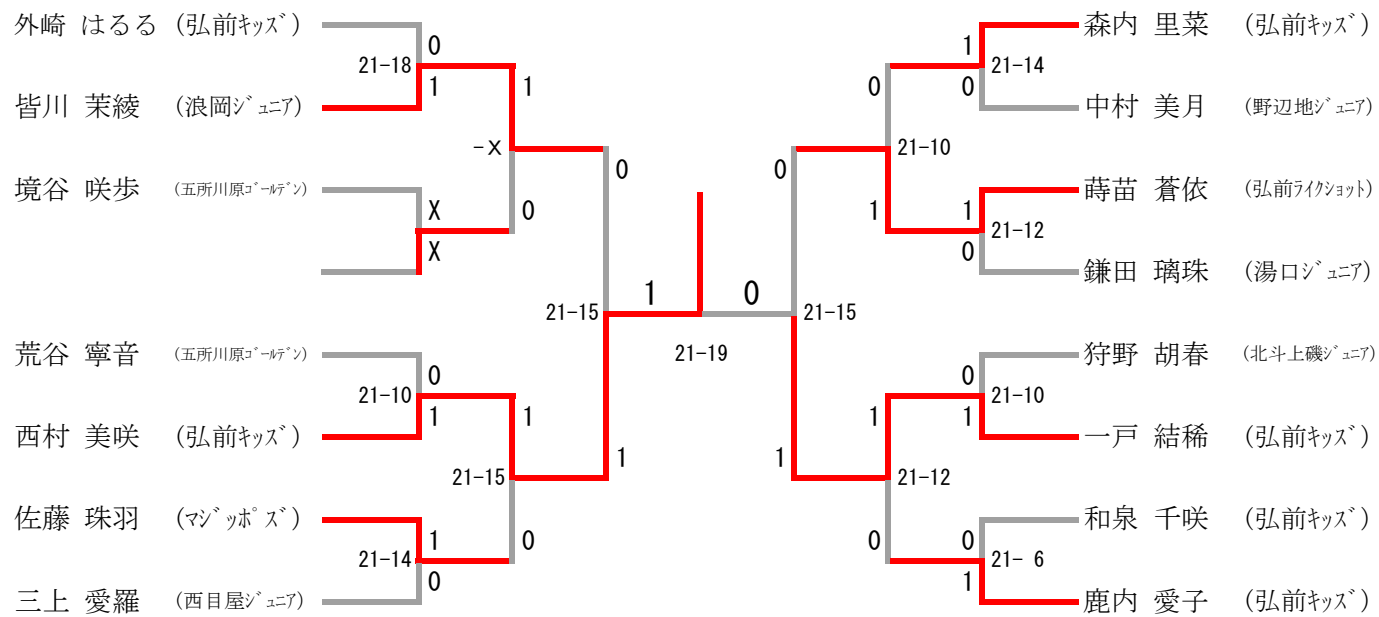 外崎 はるる (弘前ｷｯｽﾞ)
0
21-18
1
皆川 茉綾 (浪岡ｼﾞｭﾆｱ)
1
-X
境谷 咲歩 (五所川原ｺﾞｰﾙﾃﾞﾝ)
X
0
X
0
21-15
1
荒谷 寧音 (五所川原ｺﾞｰﾙﾃﾞﾝ)
0
21-10
1
西村 美咲 (弘前ｷｯｽﾞ)
1
21-15
1
佐藤 珠羽 (ﾏｼﾞｯﾎﾟｽﾞ)
1
0
21-14
0
三上 愛羅 (西目屋ｼﾞｭﾆｱ)
1
0
21-19
森内 里菜 (弘前ｷｯｽﾞ)
1
21-14
0
0
中村 美月 (野辺地ｼﾞｭﾆｱ)
21-10
0
蒔苗 蒼依 (弘前ﾗｲｸｼｮｯﾄ)
1
1
21-12
0
鎌田 璃珠 (湯口ｼﾞｭﾆｱ)
21-15
狩野 胡春 (北斗上磯ｼﾞｭﾆｱ)
0
21-10
1
1
一戸 結稀 (弘前ｷｯｽﾞ)
1
21-12
和泉 千咲 (弘前ｷｯｽﾞ)
0
0
21- 6
1
鹿内 愛子 (弘前ｷｯｽﾞ)